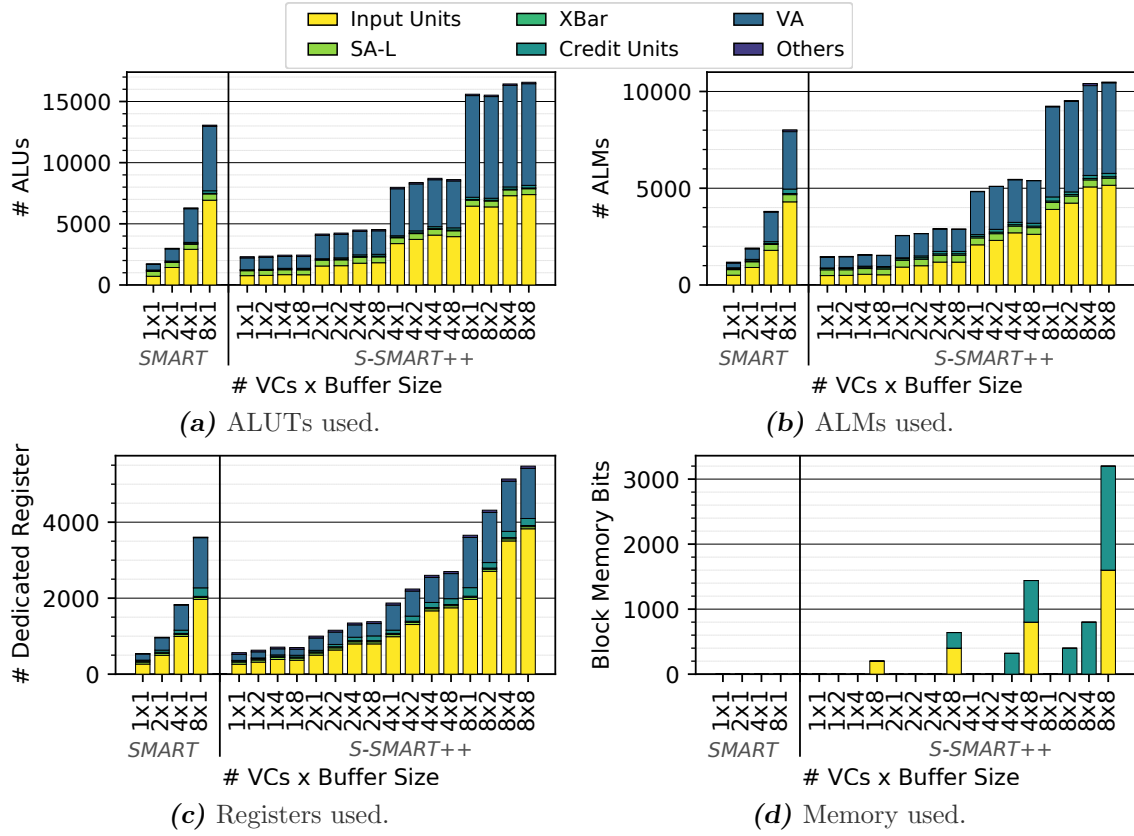 Input Units XBar VA
SA-L Credit Units Others
# ALUs
15000
10000
5000
0
1x1 2x1 4x1 8x1 1x1 1x2 1x4 1x8 2x1 2x2 2x4 2x8 4x1 4x2 4x4 4x8 8x1 8x2 8x4 8x8
SMART S-SMART++
# VCs x Buffer Size
(a) ALUTs used.
# ALMs
10000
5000
0
1x1 2x1 4x1 8x1 1x1 1x2 1x4 1x8 2x1 2x2 2x4 2x8 4x1 4x2 4x4 4x8 8x1 8x2 8x4 8x8
SMART S-SMART++
# VCs x Buffer Size
(b) ALMs used.
# Dedicated Register
4000
2000
0
1x1 2x1 4x1 8x1 1x1 1x2 1x4 1x8 2x1 2x2 2x4 2x8 4x1 4x2 4x4 4x8 8x1 8x2 8x4 8x8
SMART S-SMART++
# VCs x Buffer Size
(c) Registers used.
Block Memory Bits
3000
2000
1000
0
1x1 2x1 4x1 8x1 1x1 1x2 1x4 1x8 2x1 2x2 2x4 2x8 4x1 4x2 4x4 4x8 8x1 8x2 8x4 8x8
SMART S-SMART++
# VCs x Buffer Size
(d) Memory used.